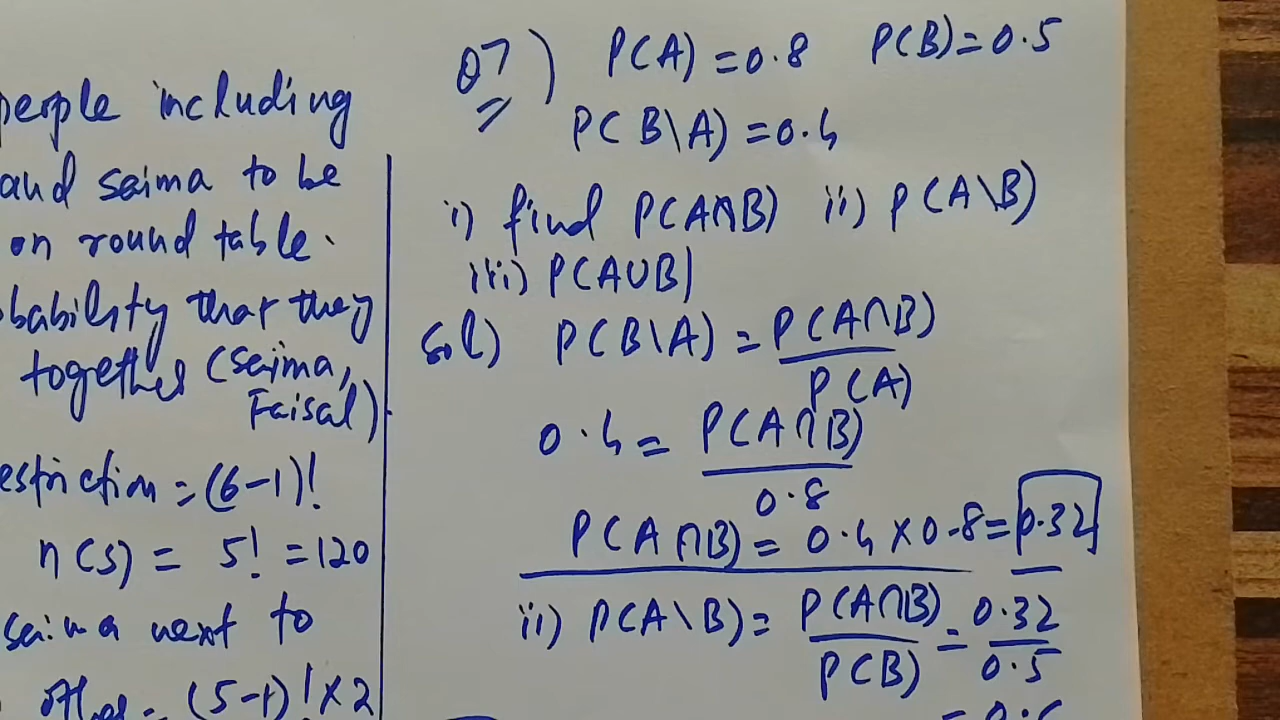 people including
and saima to be
on round table.
bability that they
together (saima,
Faisal)
estriction = (6-1)!
n(s) = 5! = 120
saima next to
other = (5-1)! × 2
Q7) P(A) = 0.8 P(B) = 0.5
P(B\A) = 0.4
i) find P(A∩B) ii) P(A\B)
iii) P(A∪B)
Sol) P(B\A) = P(A∩B)
P(A)
0.4 = P(A∩B)
0.8
P(A∩B) = 0.4 × 0.8 = 0.32
ii) P(A\B) = P(A∩B) = 0.32
P(B) 0.5